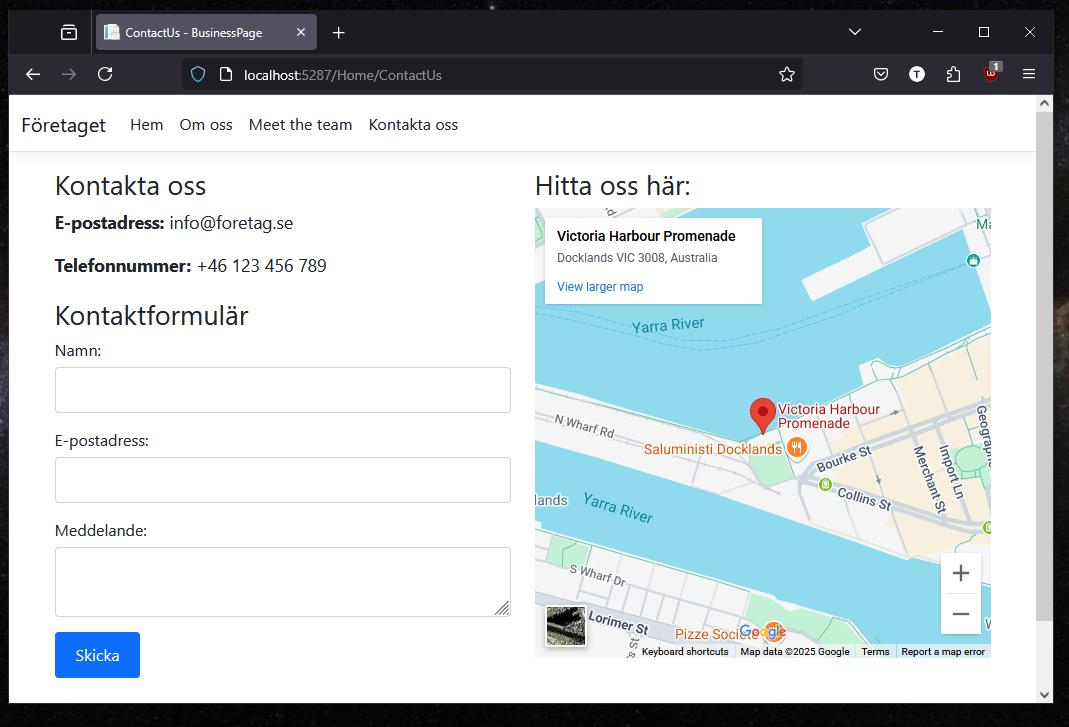 ContactUs - BusinessPage
localhost:5287/Home/ContactUs
T
1
Företaget Hem Om oss Meet the team Kontakta oss
Kontakta oss
E-postadress: info@foretag.se
Telefonnummer: +46 123 456 789
Kontaktformulär
Namn:
E-postadress:
Meddelande:
Skicka
Hitta oss här:
Victoria Harbour Promenade
Docklands VIC 3008, Australia
View larger map
Yarra River
Victoria Harbour
Promenade
N Wharf Rd
Saluministi Docklands
Bourke St
Collins St
Merchant St
Import Ln
Yarra River
S Wharf Dr
Lorimer St
Pizze Societe
Google
Keyboard shortcuts
Map data ©2025 Google
Terms
Report a map error